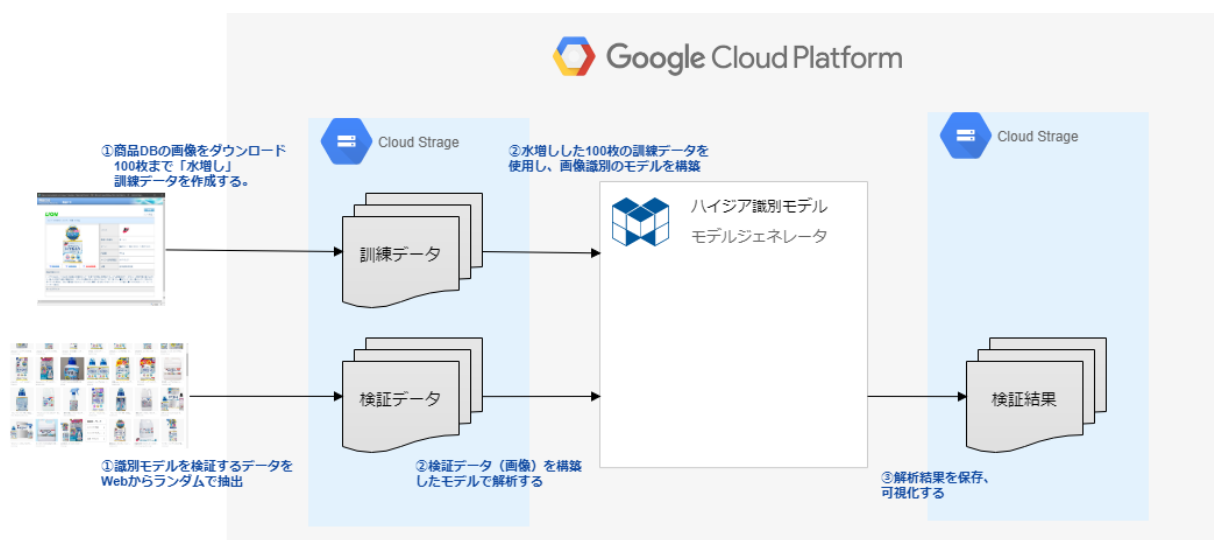 Google Cloud Platform
Cloud Strage
Cloud Strage
①商品DBの画像をダウンロード
100枚まで「水増し」
訓練データを作成する。
②水増しした100枚の訓練データを
使用し、画像識別のモデルを構築
ハイジア識別モデル
モデルジェネレータ
LION
訓練データ
検証データ
検証結果
①識別モデルを検証するデータを
Webからランダムで抽出
②検証データ（画像）を構築
したモデルで解析する
③解析結果を保存、
可視化する